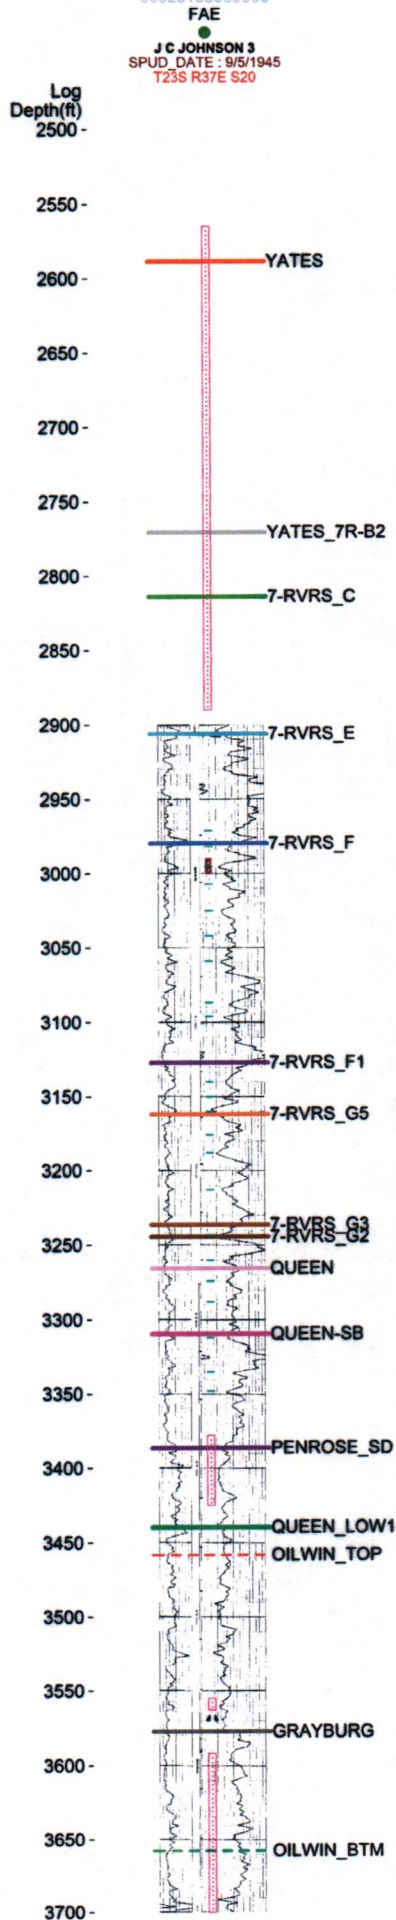 FAE
J C JOHNSON 3
SPUD_DATE : 9/5/1945
T23S R37E S20
Log
Depth(ft)
2500 -
2550 -
YATES
2600 -
2650 -
2700 -
2750 -
YATES_7R-B2
2800 -
7-RVRS_C
2850 -
2900 -
7-RVRS_E
2950 -
7-RVRS_F
3000 -
3050 -
3100 -
7-RVRS_F1
3150 -
7-RVRS_G5
3200 -
7-RVRS_G3
7-RVRS_G2
3250 -
QUEEN
3300 -
QUEEN-SB
3350 -
PENROSE_SD
3400 -
QUEEN_LOW1
3450 -
OILWIN_TOP
3500 -
3550 -
GRAYBURG
3600 -
3650 -
OILWIN_BTM
3700 -